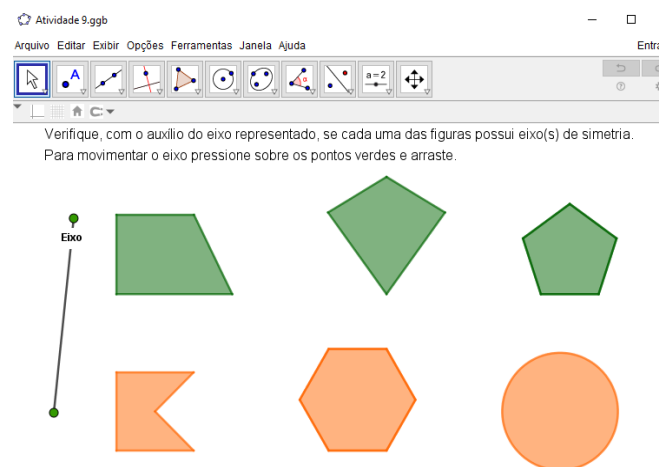 Atividade 9.ggb
Arquivo Editar Exibir Opções Ferramentas Janela Ajuda
Entra
A
α
a=2
Verifique, com o auxílio do eixo representado, se cada uma das figuras possui eixo(s) de simetria.
Para movimentar o eixo pressione sobre os pontos verdes e arraste.
Eixo